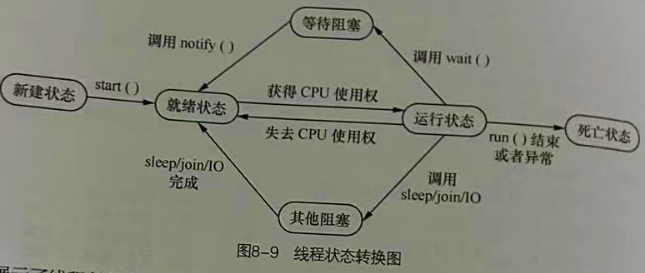 等待阻塞
调用 notify ( )
调用 wait ( )
新建状态
start ( )
就绪状态
获得 CPU 使用权
失去 CPU 使用权
运行状态
死亡状态
run ( ) 结束
或者异常
sleep/join/IO
完成
调用
sleep/join/IO
其他阻塞
图8-9 线程状态转换图